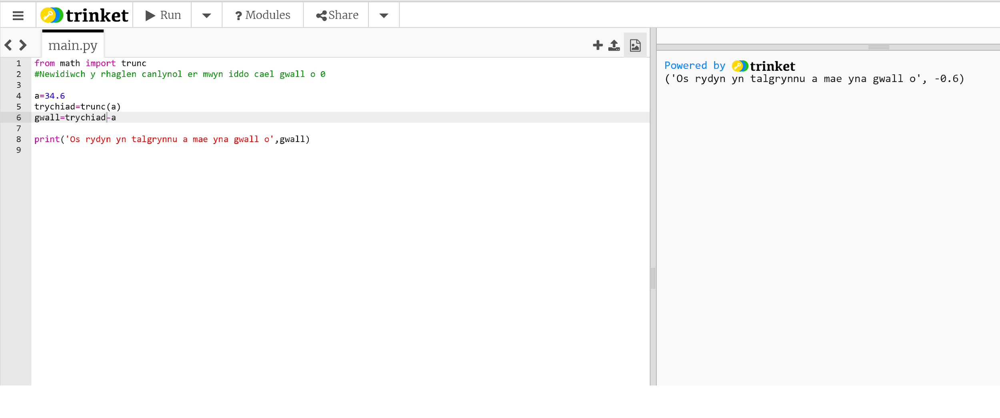 trinket Run ? Modules Share
main.py
1 from math import trunc
2 #Newidiwch y rhaglen canlynol er mwyn iddo cael gwall o 0
3
4 a=34.6
5 trychiad=trunc(a)
6 gwall=trychiad-a
7
8 print('Os rydyn yn talgrynnu a mae yna gwall o',gwall)
9
Powered by trinket
('Os rydyn yn talgrynnu a mae yna gwall o', -0.6)